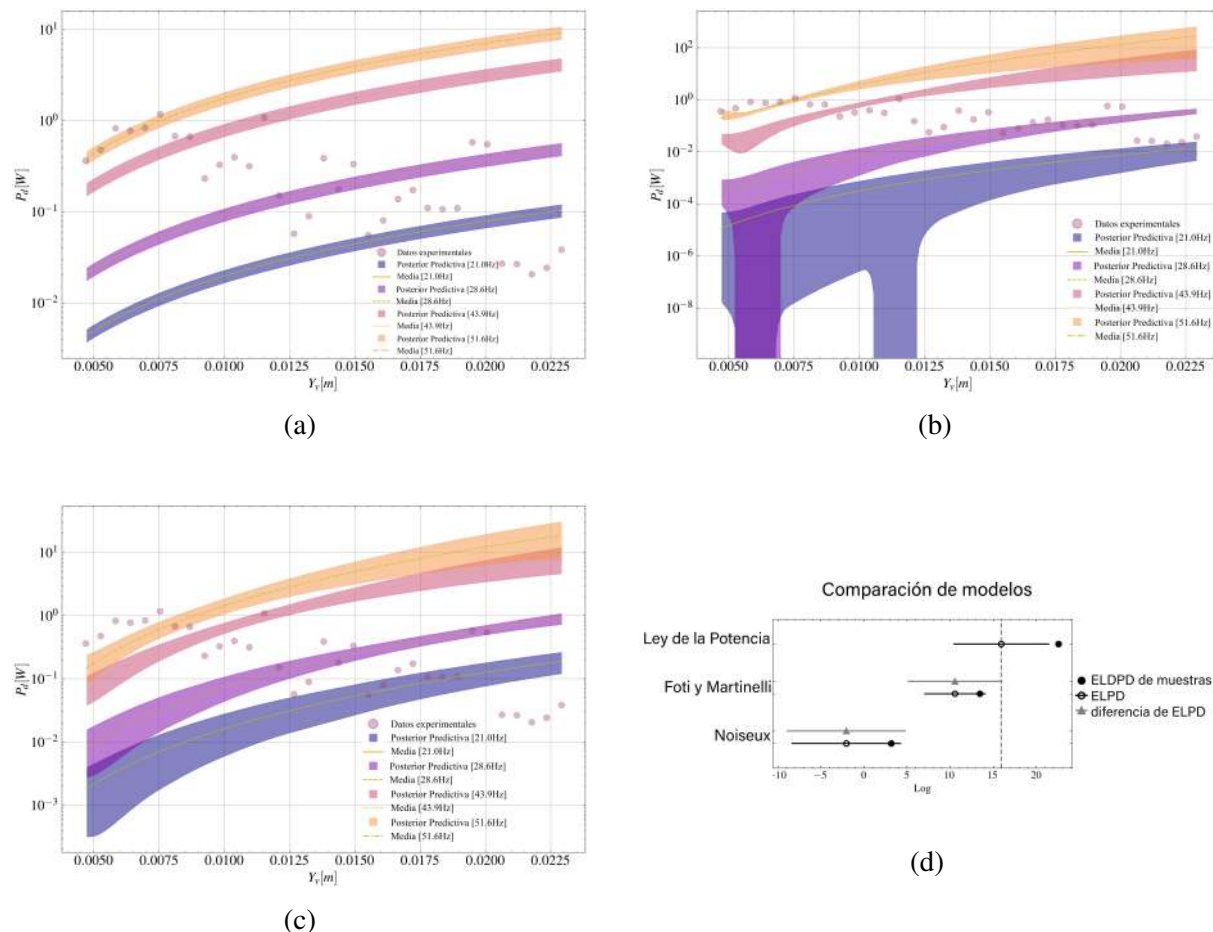 10^1
10^0
10^-1
10^-2
P_d[W]
0.0050 0.0075 0.0100 0.0125 0.0150 0.0175 0.0200 0.0225
Y_v[m]
Datos experimentales
Posterior Predictiva [21.0Hz]
Media [21.0Hz]
Posterior Predictiva [28.6Hz]
Media [28.6Hz]
Posterior Predictiva [43.9Hz]
Media [43.9Hz]
Posterior Predictiva [51.6Hz]
Media [51.6Hz]
(a)
10^2
10^0
10^-2
10^-4
10^-6
10^-8
P_d[W]
0.0050 0.0075 0.0100 0.0125 0.0150 0.0175 0.0200 0.0225
Y_v[m]
Datos experimentales
Posterior Predictiva [21.0Hz]
Media [21.0Hz]
Posterior Predictiva [28.6Hz]
Media [28.6Hz]
Posterior Predictiva [43.9Hz]
Media [43.9Hz]
Posterior Predictiva [51.6Hz]
Media [51.6Hz]
(b)
10^1
10^0
10^-1
10^-2
10^-3
P_d[W]
0.0050 0.0075 0.0100 0.0125 0.0150 0.0175 0.0200 0.0225
Y_v[m]
Datos experimentales
Posterior Predictiva [21.0Hz]
Media [21.0Hz]
Posterior Predictiva [28.6Hz]
Media [28.6Hz]
Posterior Predictiva [43.9Hz]
Media [43.9Hz]
Posterior Predictiva [51.6Hz]
Media [51.6Hz]
(c)
Comparación de modelos
Ley de la Potencia
Foti y Martinelli
Noiseux
ELDPD de muestras
ELPD
diferencia de ELPD
-10 -5 0 5 10 15 20
Log
(d)